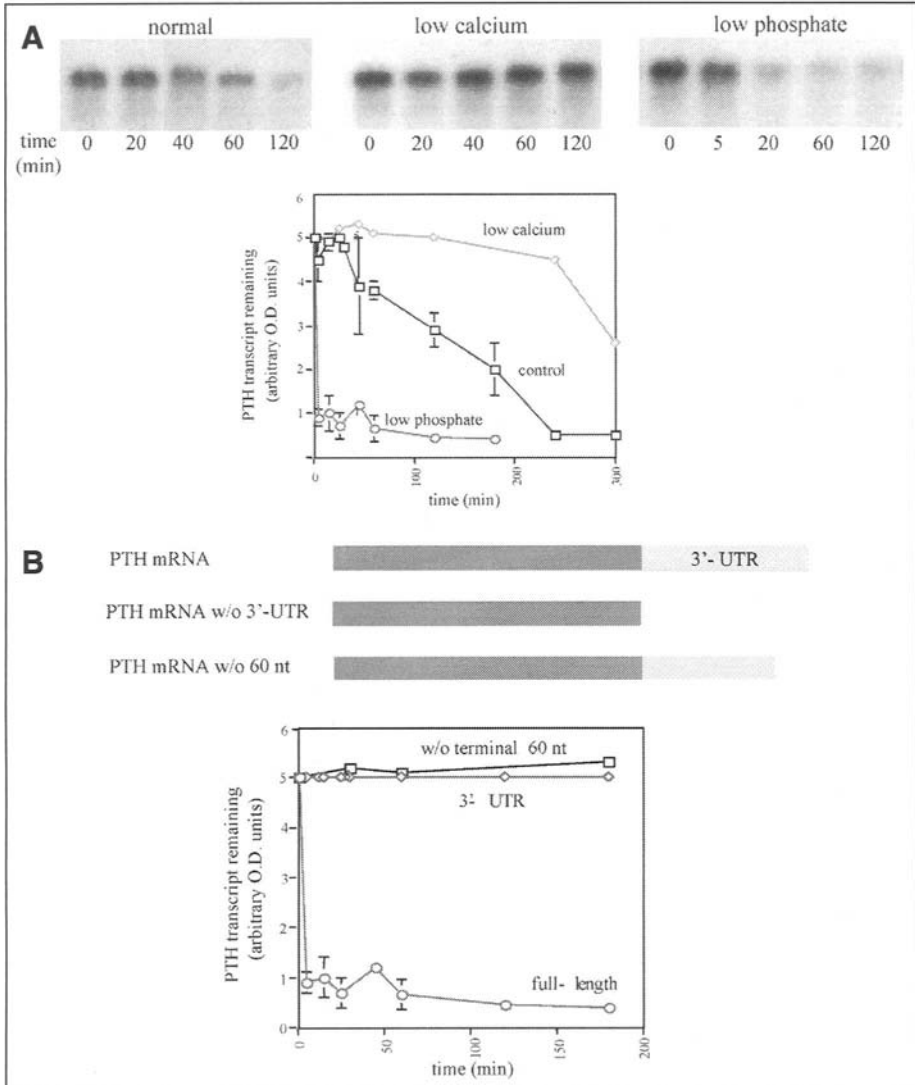 A
normal
low calcium
low phosphate
time (min)
0 20 40 60 120
0 20 40 60 120
0 5 20 60 120
PTH transcript remaining
(arbitrary O.D. units)
6
5
4
3
2
1
low calcium
control
low phosphate
0 100 200 300
time (min)
B
PTH mRNA
3'- UTR
PTH mRNA w/o 3'-UTR
PTH mRNA w/o 60 nt
PTH transcript remaining
(arbitrary O.D. units)
6
5
4
3
2
1
0
w/o terminal 60 nt
3'- UTR
full- length
0 50 100 150 200
time (min)